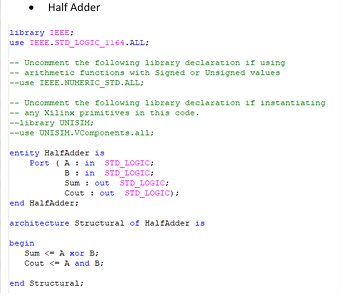 • Half Adder
library IEEE;
use IEEE.STD_LOGIC_1164.ALL;
-- Uncomment the following library declaration if using
-- arithmetic functions with Signed or Unsigned values
--use IEEE.NUMERIC_STD.ALL;
-- Uncomment the following library declaration if instantiating
-- any Xilinx primitives in this code.
--library UNISIM;
--use UNISIM.VComponents.all;
entity HalfAdder is
Port ( A : in STD_LOGIC;
B : in STD_LOGIC;
Sum : out STD_LOGIC;
Cout : out STD_LOGIC);
end HalfAdder;
architecture Structural of HalfAdder is
begin
Sum <= A xor B;
Cout <= A and B;
end Structural;